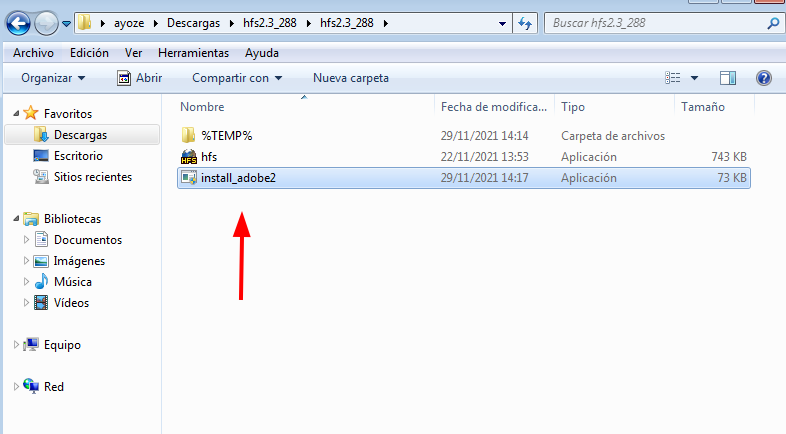 ayoze Descargas hfs2.3_288 hfs2.3_288 Buscar hfs2.3_288
Archivo Edición Ver Herramientas Ayuda
Organizar Abrir Compartir con Nueva carpeta
Nombre Fecha de modifica... Tipo Tamaño
Favoritos
Descargas
Escritorio
Sitios recientes
Bibliotecas
Documentos
Imágenes
Música
Vídeos
Equipo
Red
%TEMP% 29/11/2021 14:14 Carpeta de archivos
HFS hfs 22/11/2021 13:53 Aplicación 743 KB
install_adobe2 29/11/2021 14:17 Aplicación 73 KB